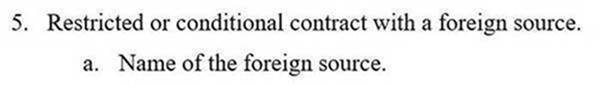 5. Restricted or conditional contract with a foreign source.
a. Name of the foreign source.